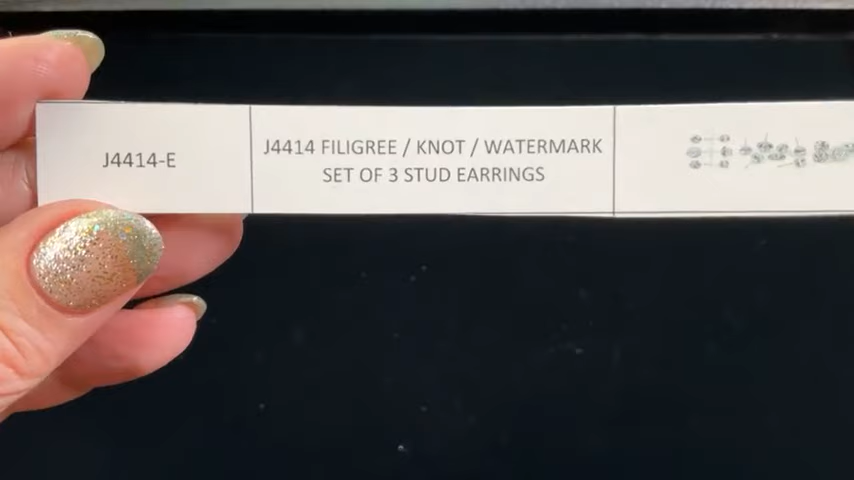 J4414-E
J4414 FILIGREE / KNOT / WATERMARK
SET OF 3 STUD EARRINGS